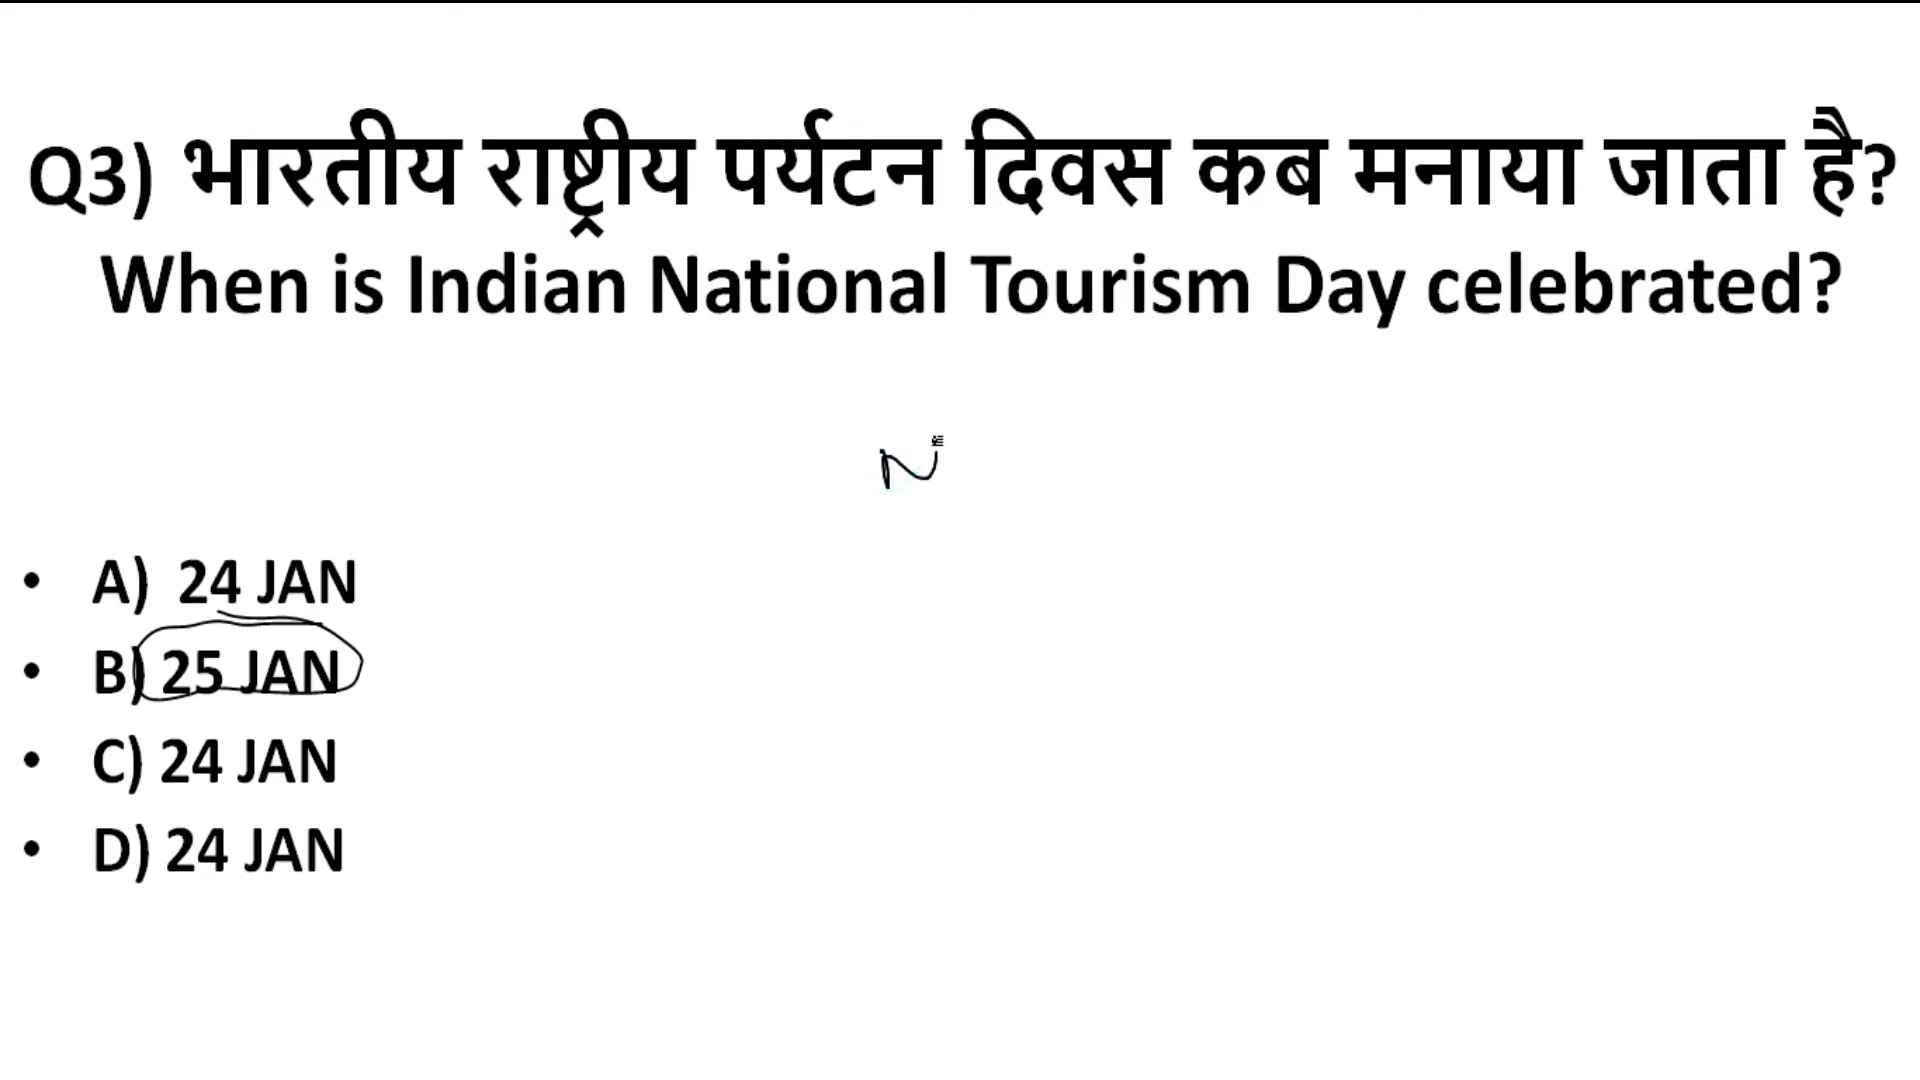 Q3) भारतीय राष्ट्रीय पर्यटन दिवस कब मनाया जाता है?
When is Indian National Tourism Day celebrated?
N
• A) 24 JAN
• B) 25 JAN
• C) 24 JAN
• D) 24 JAN